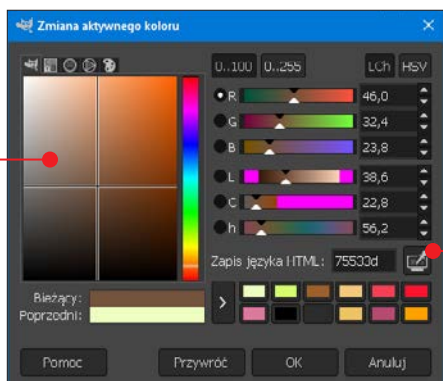 Zmiana aktywnego koloru
0..100 0..255 LCh HSV
R 46,0
G 32,4
B 23,8
L 38,6
C 22,8
h 56,2
Zapis języka HTML: 75533d
Bieżący:
Poprzedni:
Pomoc Przywróć OK Anuluj